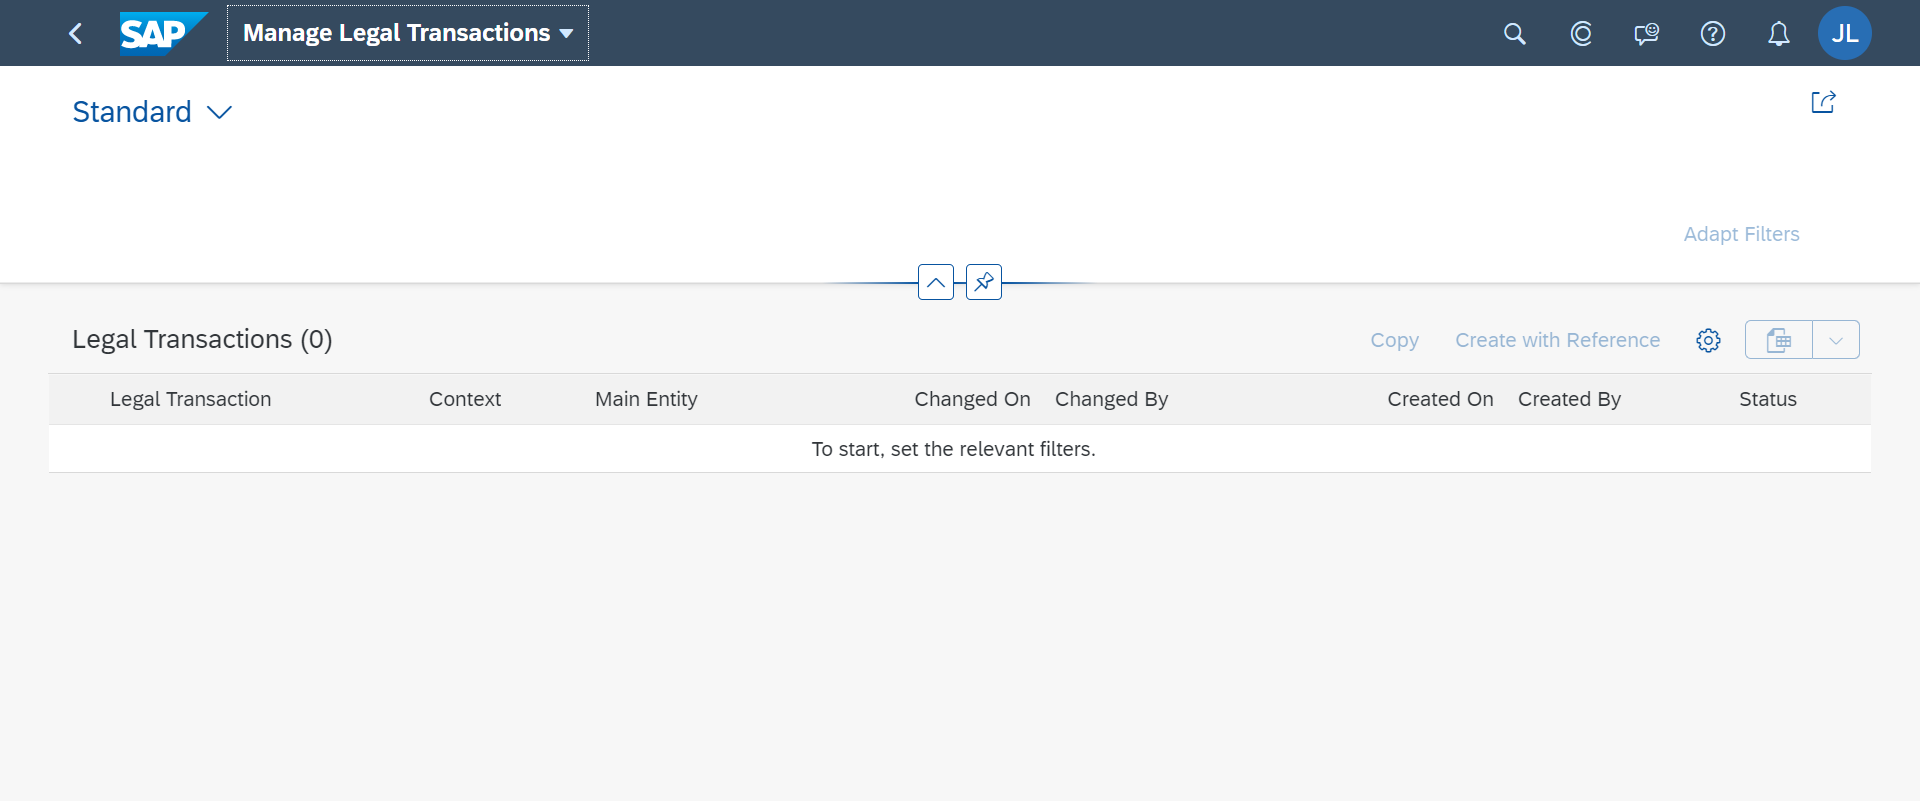 SAP Manage Legal Transactions JL
Standard
Adapt Filters
Legal Transactions (0) Copy Create with Reference
Legal Transaction Context Main Entity Changed On Changed By Created On Created By Status
To start, set the relevant filters.